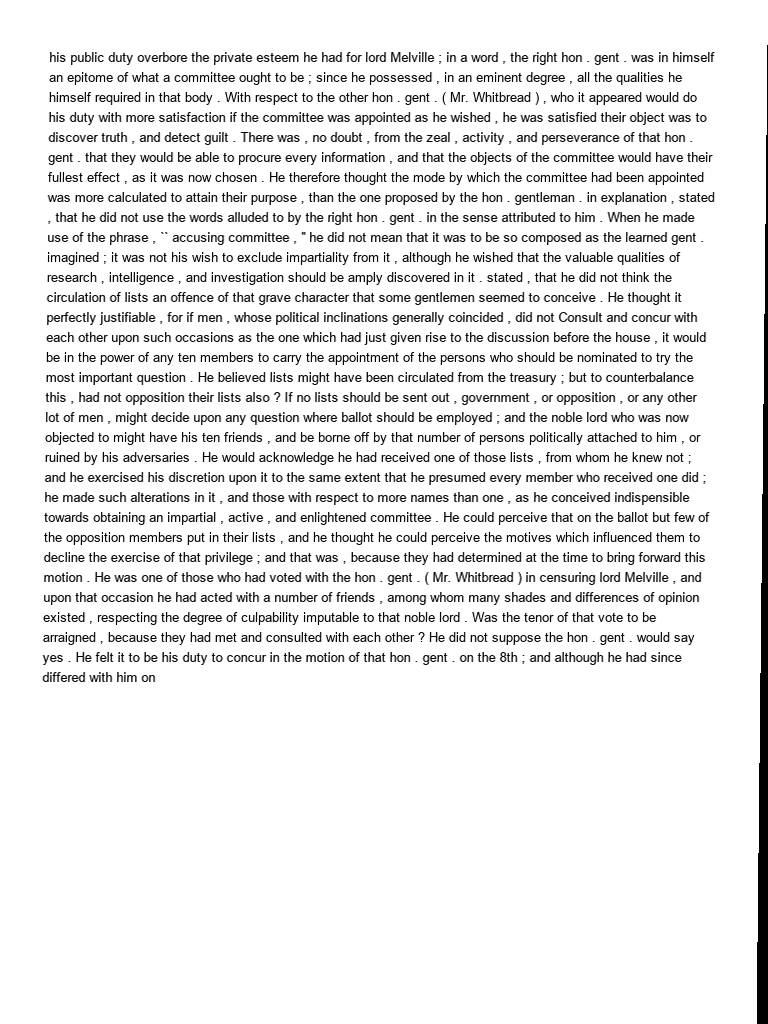 his public duty overbore the private esteem he had for lord Melville ; in a word , the right hon . gent . was in himself
an epitome of what a committee ought to be ; since he possessed , in an eminent degree , all the qualities he
himself required in that body . With respect to the other hon . gent . ( Mr. Whitbread ) , who it appeared would do
his duty with more satisfaction if the committee was appointed as he wished , he was satisfied their object was to
discover truth , and detect guilt . There was , no doubt , from the zeal , activity , and perseverance of that hon .
gent . that they would be able to procure every information , and that the objects of the committee would have their
fullest effect , as it was now chosen . He therefore thought the mode by which the committee had been appointed
was more calculated to attain their purpose , than the one proposed by the hon . gentleman . in explanation , stated
, that he did not use the words alluded to by the right hon . gent . in the sense attributed to him . When he made
use of the phrase , `` accusing committee , '' he did not mean that it was to be so composed as the learned gent .
imagined ; it was not his wish to exclude impartiality from it , although he wished that the valuable qualities of
research , intelligence , and investigation should be amply discovered in it . stated , that he did not think the
circulation of lists an offence of that grave character that some gentlemen seemed to conceive . He thought it
perfectly justifiable , for if men , whose political inclinations generally coincided , did not Consult and concur with
each other upon such occasions as the one which had just given rise to the discussion before the house , it would
be in the power of any ten members to carry the appointment of the persons who should be nominated to try the
most important question . He believed lists might have been circulated from the treasury ; but to counterbalance
this , had not opposition their lists also ? If no lists should be sent out , government , or opposition , or any other
lot of men , might decide upon any question where ballot should be employed ; and the noble lord who was now
objected to might have his ten friends , and be borne off by that number of persons politically attached to him , or
ruined by his adversaries . He would acknowledge he had received one of those lists , from whom he knew not ;
and he exercised his discretion upon it to the same extent that he presumed every member who received one did ;
he made such alterations in it , and those with respect to more names than one , as he conceived indispensible
towards obtaining an impartial , active , and enlightened committee . He could perceive that on the ballot but few of
the opposition members put in their lists , and he thought he could perceive the motives which influenced them to
decline the exercise of that privilege ; and that was , because they had determined at the time to bring forward this
motion . He was one of those who had voted with the hon . gent . ( Mr. Whitbread ) in censuring lord Melville , and
upon that occasion he had acted with a number of friends , among whom many shades and differences of opinion
existed , respecting the degree of culpability imputable to that noble lord . Was the tenor of that vote to be
arraigned , because they had met and consulted with each other ? He did not suppose the hon . gent . would say
yes . He felt it to be his duty to concur in the motion of that hon . gent . on the 8th ; and although he had since
differed with him on